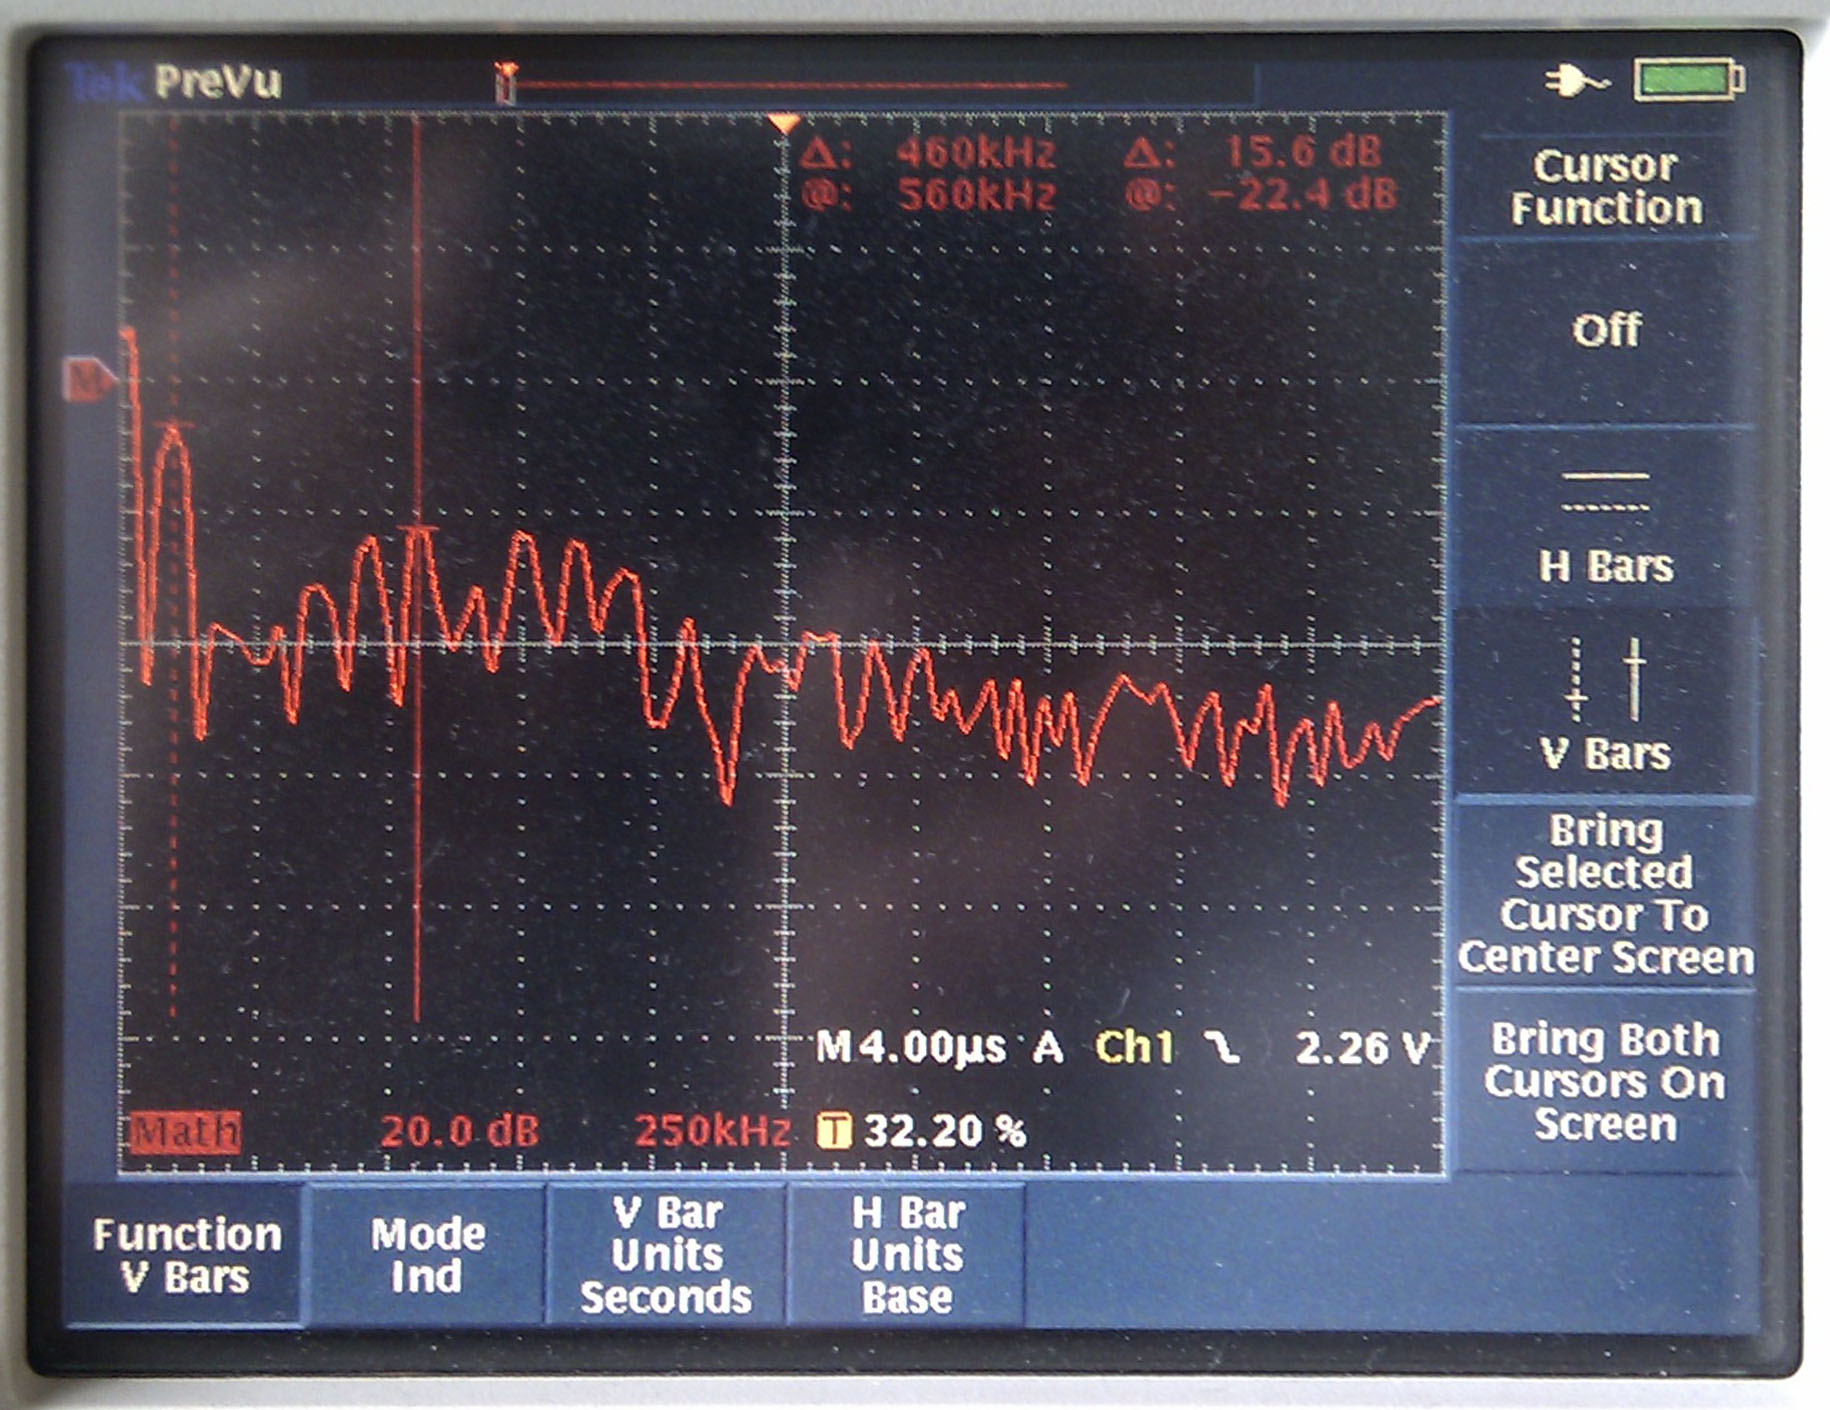 Tek PreVu
Δ: 460kHz Δ: 15.6 dB
@: 560kHz @: -22.4 dB
M
M 4.00µs A Ch1 2.26 V
Math 20.0 dB 250kHz T 32.20 %
Cursor
Function
Off
H Bars
V Bars
Bring
Selected
Cursor To
Center Screen
Bring Both
Cursors On
Screen
Function
V Bars
Mode
Ind
V Bar
Units
Seconds
H Bar
Units
Base